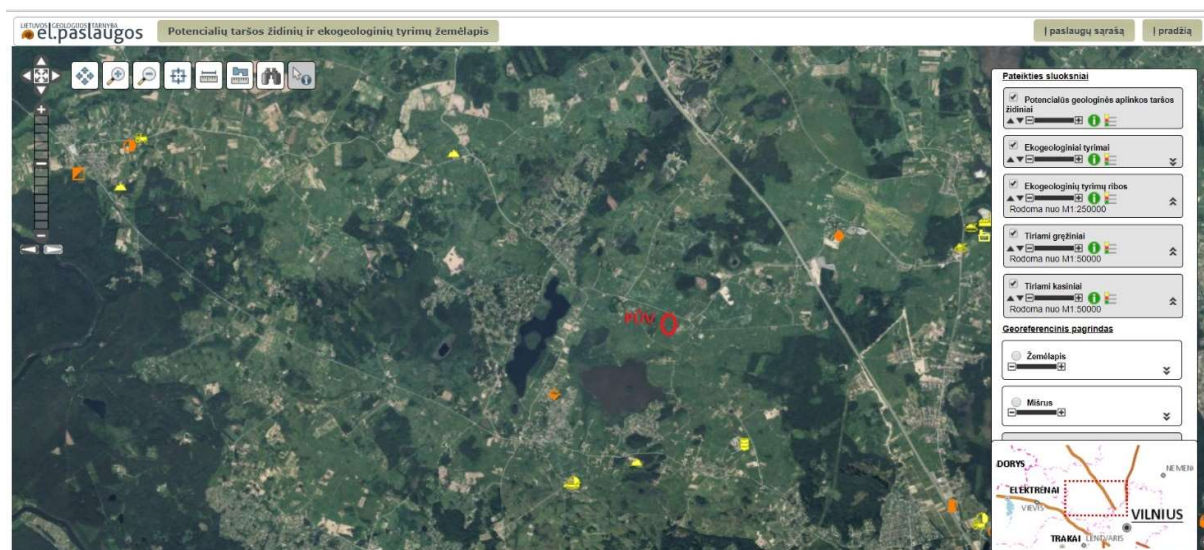 LIETUVOS GEOLOGIJOS TARNYBA
el.paslaugos
Potencialių taršos židinių ir ekogeologinių tyrimų žemėlapis
Į paslaugų sąrašą
Į pradžią
PŪV
Pateikties sluoksniai
Potencialūs geologinės aplinkos taršos
židiniai
Ekogeologiniai tyrimai
Ekogeologinių tyrimų ribos
Rodoma nuo M1:250000
Tiriami gręžiniai
Rodoma nuo M1:50000
Tiriami kasiniai
Rodoma nuo M1:50000
Georeferencinis pagrindas
Žemėlapis
Mišrus
DORYS
NEMEN
ELEKTRĖNAI
VIEVIS
VILNIUS
TRAKAI
LENTVARIS